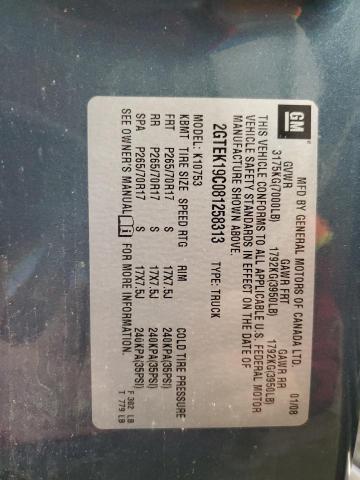 GM
MFD BY GENERAL MOTORS OF CANADA LTD.
01/08
GVWR GAWR FRT GAWR RR
3175KG(7000LB) 1792KG(3950LB) 1792KG(3950LB)
THIS VEHICLE CONFORMS TO ALL APPLICABLE U.S. FEDERAL MOTOR
VEHICLE SAFETY STANDARDS IN EFFECT ON THE DATE OF
MANUFACTURE SHOWN ABOVE.
2GTEK19C081258313 TYPE: TRUCK
MODEL: K10753
KBMT TIRE SIZE SPEED RTG RIM COLD TIRE PRESSURE
FRT P265/70R17 S 17X7.5J 240KPA(35PSI)
RR P265/70R17 S 17X7.5J 240KPA(35PSI)
SPA P265/70R17 S 17X7.5J 240KPA(35PSI)
SEE OWNER'S MANUAL i FOR MORE INFORMATION
F 302 LB
T 779 LB